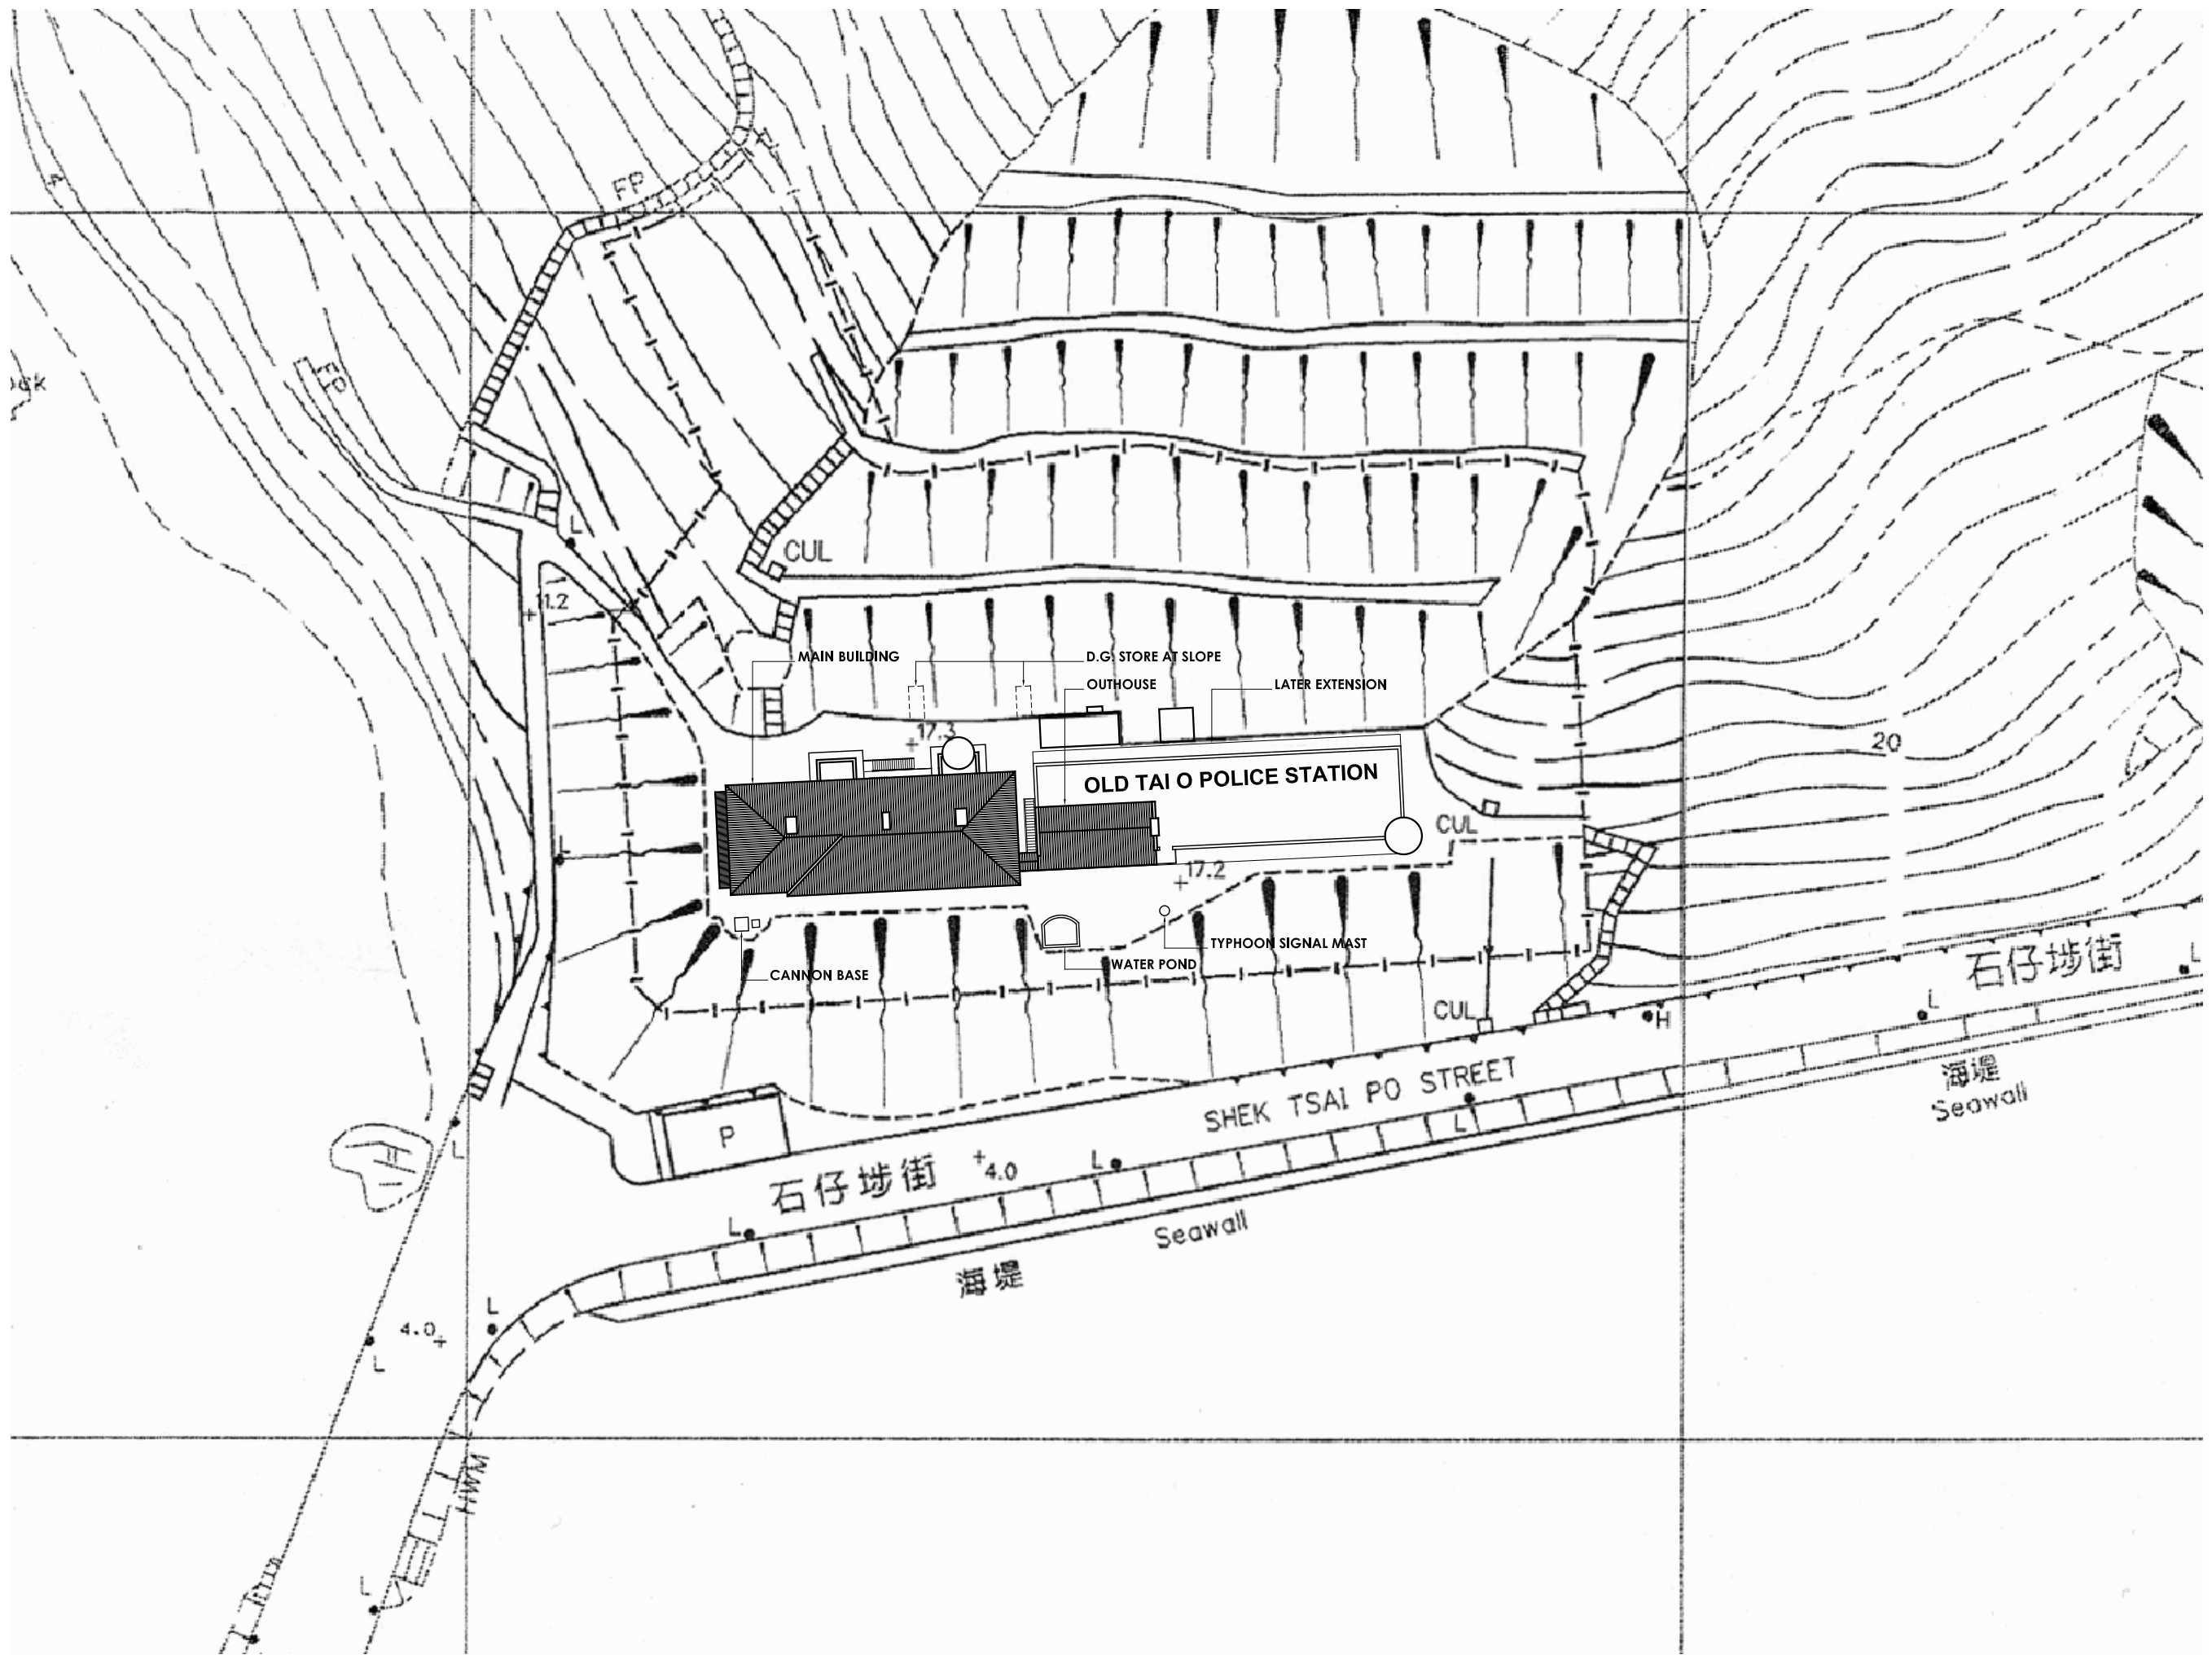 FP
FP
CUL
L
11.2
MAIN BUILDING
D.G. STORE AT SLOPE
OUTHOUSE
LATER EXTENSION
17.3
20
OLD TAI O POLICE STATION
CUL
L
17.2
TYPHOON SIGNAL MAST
WATER POND
CANNON BASE
石仔埗街
L
L
CUL
H
SHEK TSAI PO STREET
海堤
Seawall
P
L
L
石仔埗街
4.0
L
L
Seawall
海堤
L
4.0
L
HWM
L